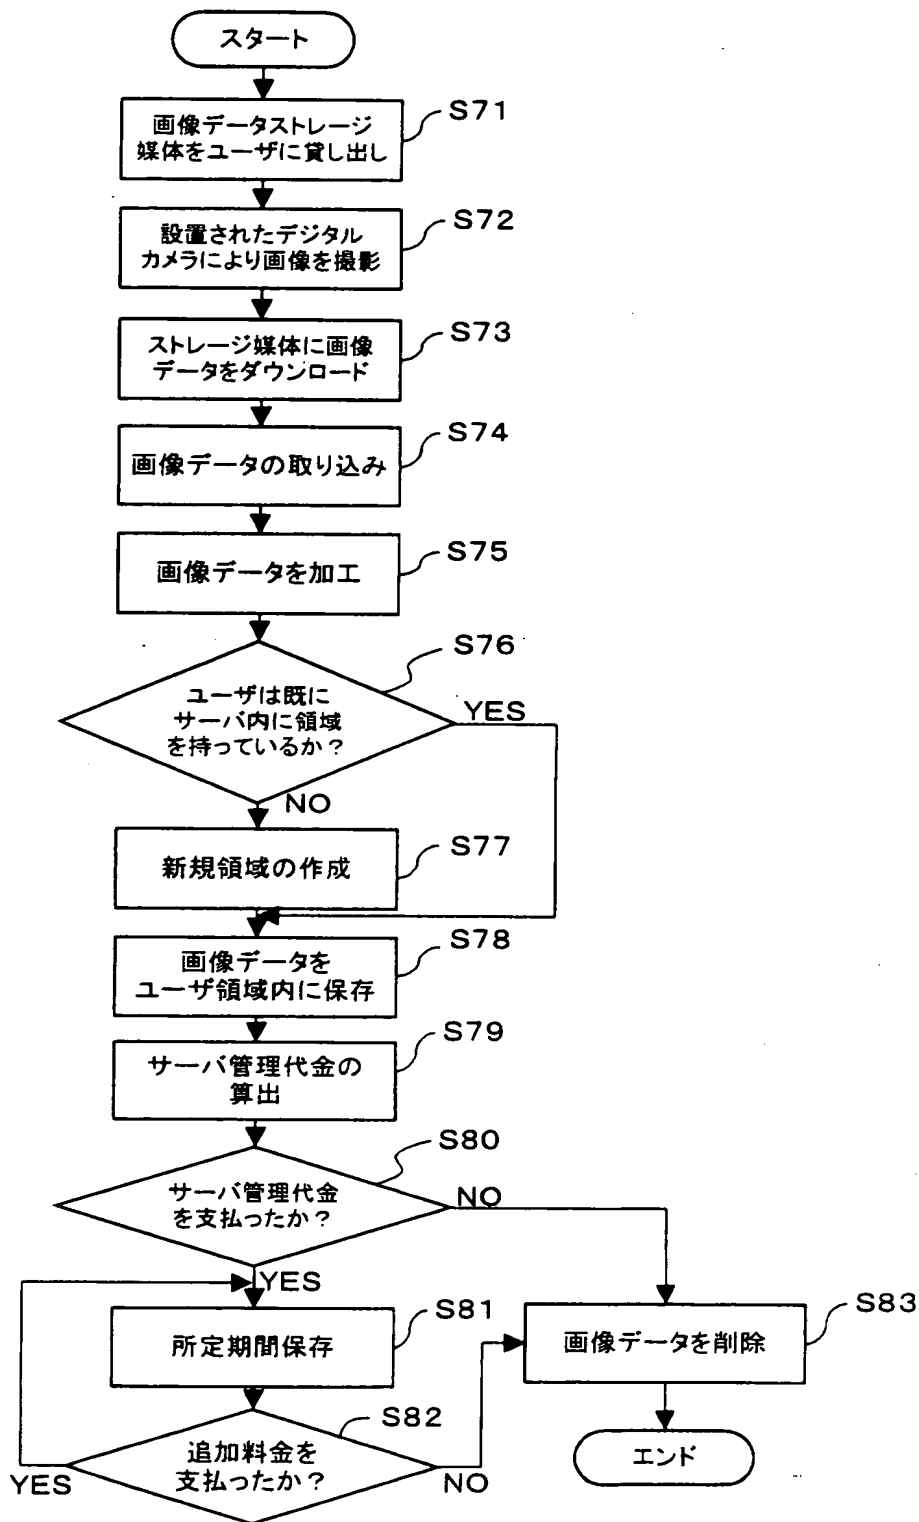 スタート
S71
画像データストレージ
媒体をユーザに貸し出し
S72
設置されたデジタル
カメラにより画像を撮影
S73
ストレージ媒体に画像
データをダウンロード
S74
画像データの取り込み
S75
画像データを加工
S76
ユーザは既に
サーバ内に領域
を持っているか？
YES
NO
S77
新規領域の作成
S78
画像データを
ユーザ領域内に保存
S79
サーバ管理代金の
算出
S80
サーバ管理代金
を支払ったか？
NO
YES
S81
所定期間保存
S83
画像データを削除
S82
追加料金を
支払ったか？
YES
NO
エンド